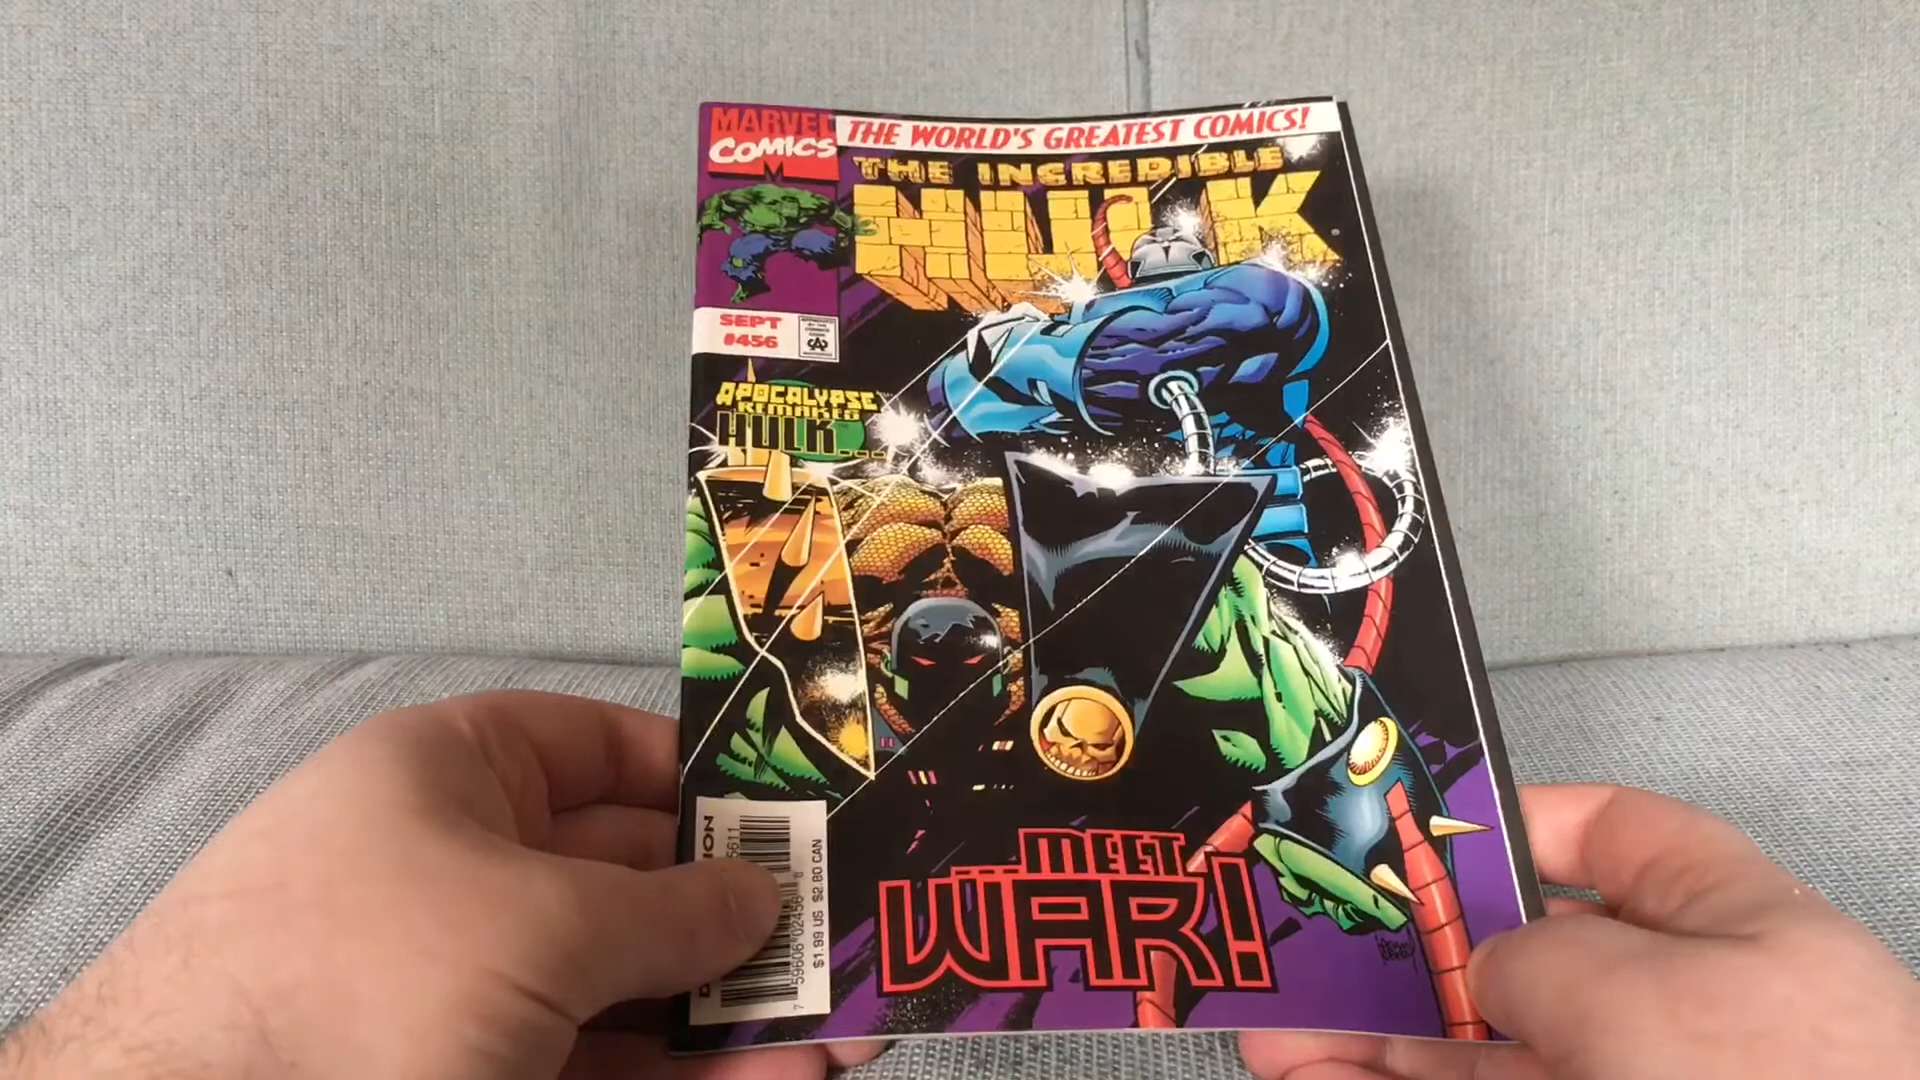 MARVEL
COMICS
M
THE WORLD'S GREATEST COMICS!
THE INCREDIBLE
HULK
SEPT
#456
APOCALYPSE
REMAKES
HULK...
...MEET
WAR!
$1.99 US $2.80 CAN